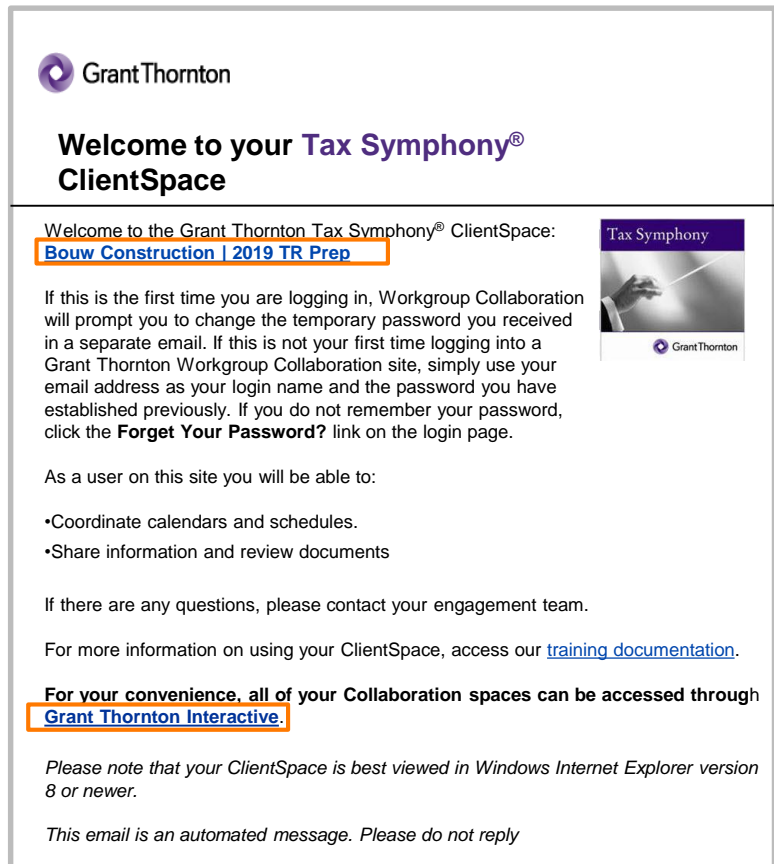 Grant Thornton
Welcome to your Tax Symphony®
ClientSpace
Welcome to the Grant Thornton Tax Symphony® ClientSpace:
Bouw Construction | 2019 TR Prep
Tax Symphony
Grant Thornton
If this is the first time you are logging in, Workgroup Collaboration
will prompt you to change the temporary password you received
in a separate email. If this is not your first time logging into a
Grant Thornton Workgroup Collaboration site, simply use your
email address as your login name and the password you have
established previously. If you do not remember your password,
click the Forget Your Password? link on the login page.
As a user on this site you will be able to:
•Coordinate calendars and schedules.
•Share information and review documents
If there are any questions, please contact your engagement team.
For more information on using your ClientSpace, access our training documentation.
For your convenience, all of your Collaboration spaces can be accessed through
Grant Thornton Interactive.
Please note that your ClientSpace is best viewed in Windows Internet Explorer version
8 or newer.
This email is an automated message. Please do not reply